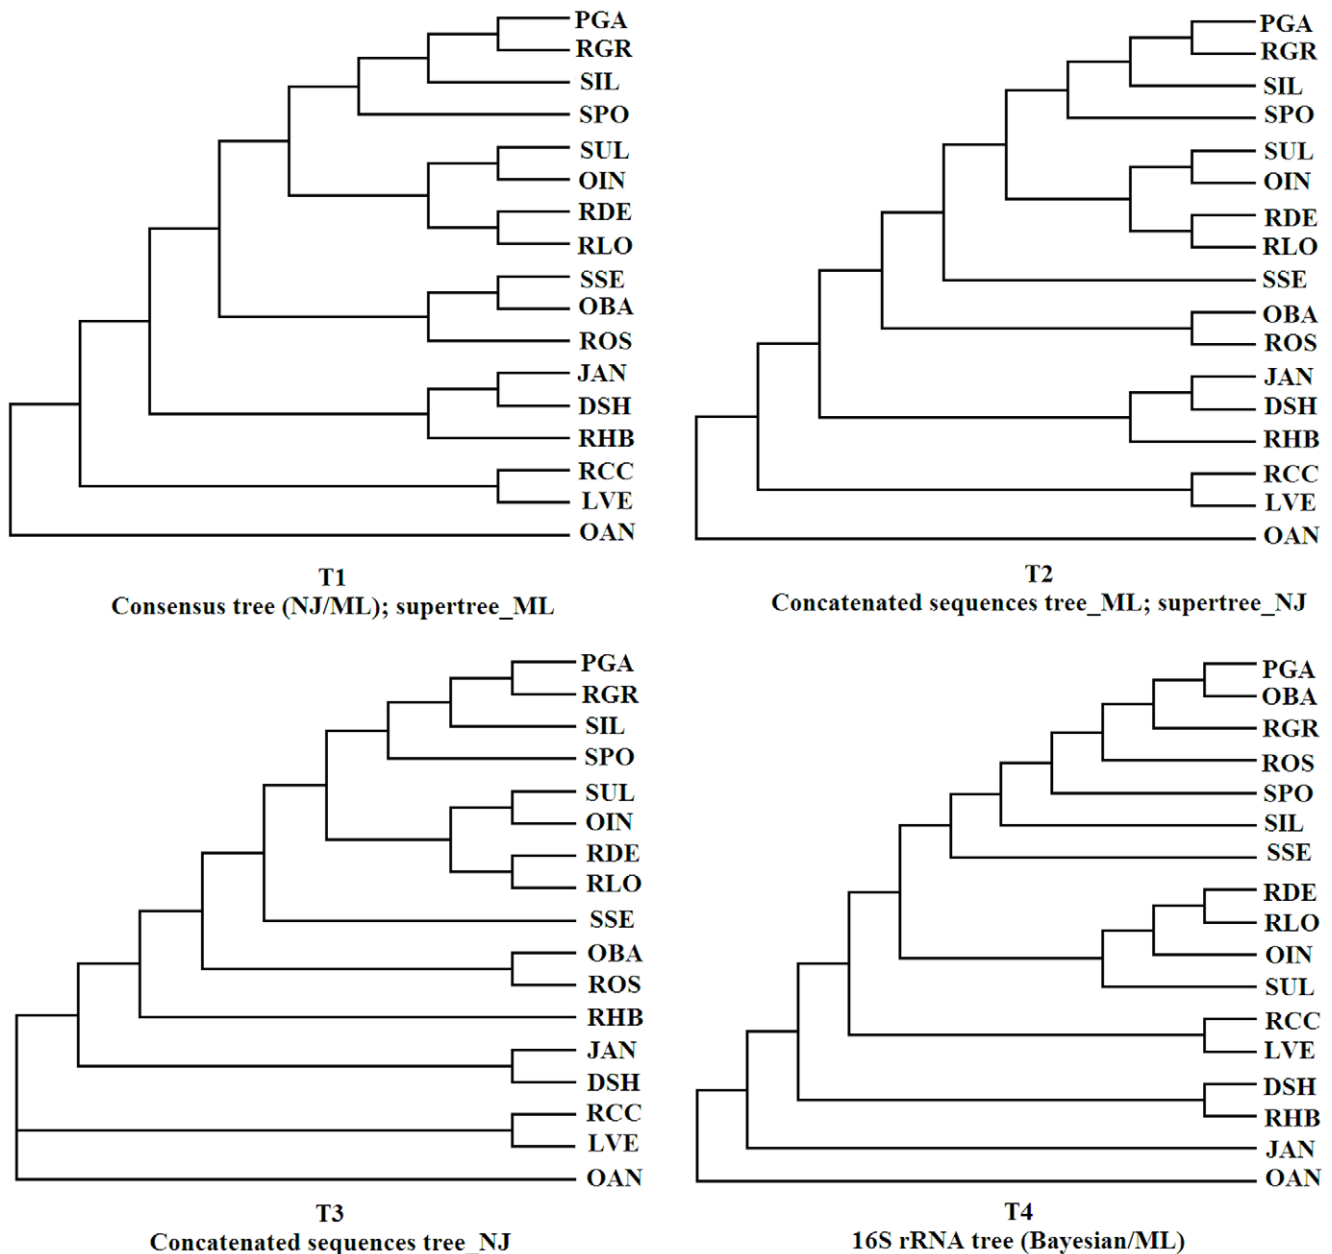 PGA
RGR
SIL
SPO
SUL
OIN
RDE
RLO
SSE
OBA
ROS
JAN
DSH
RHB
RCC
LVE
OAN
T1
Consensus tree (NJ/ML); supertree_ML
PGA
RGR
SIL
SPO
SUL
OIN
RDE
RLO
SSE
OBA
ROS
JAN
DSH
RHB
RCC
LVE
OAN
T2
Concatenated sequences tree_ML; supertree_NJ
PGA
RGR
SIL
SPO
SUL
OIN
RDE
RLO
SSE
OBA
ROS
RHB
JAN
DSH
RCC
LVE
OAN
T3
Concatenated sequences tree_NJ
PGA
OBA
RGR
ROS
SPO
SIL
SSE
RDE
RLO
OIN
SUL
RCC
LVE
DSH
RHB
JAN
OAN
T4
16S rRNA tree (Bayesian/ML)